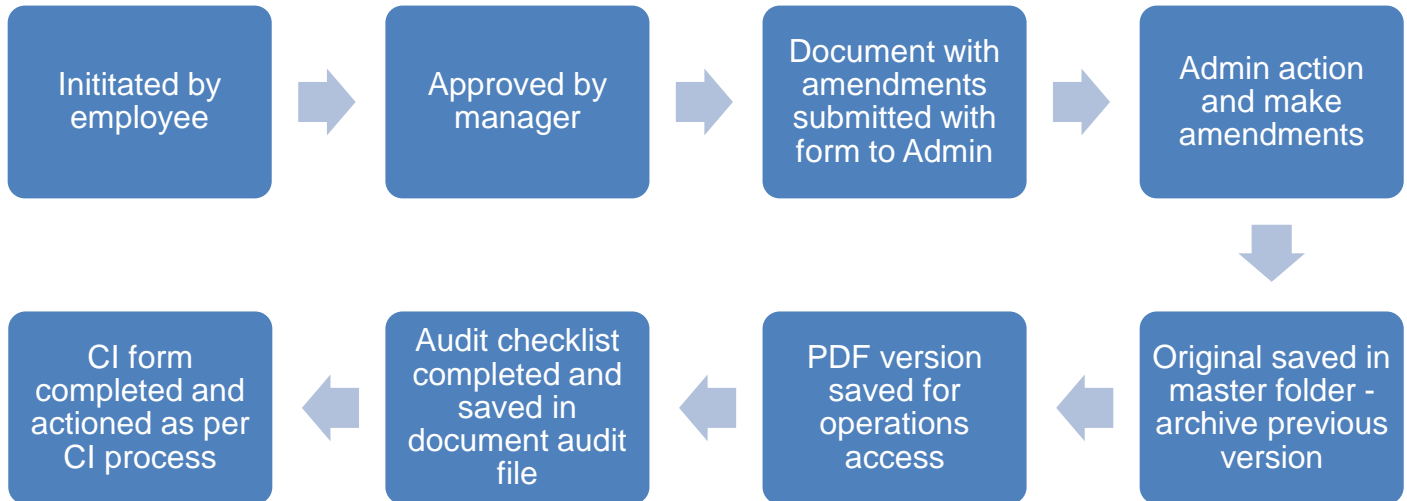 Inititated by
employee
Approved by
manager
Document with
amendments
submitted with
form to Admin
Admin action
and make
amendments
Original saved in
master folder -
archive previous
version
PDF version
saved for
operations
access
Audit checklist
completed and
saved in
document audit
file
CI form
completed and
actioned as per
CI process